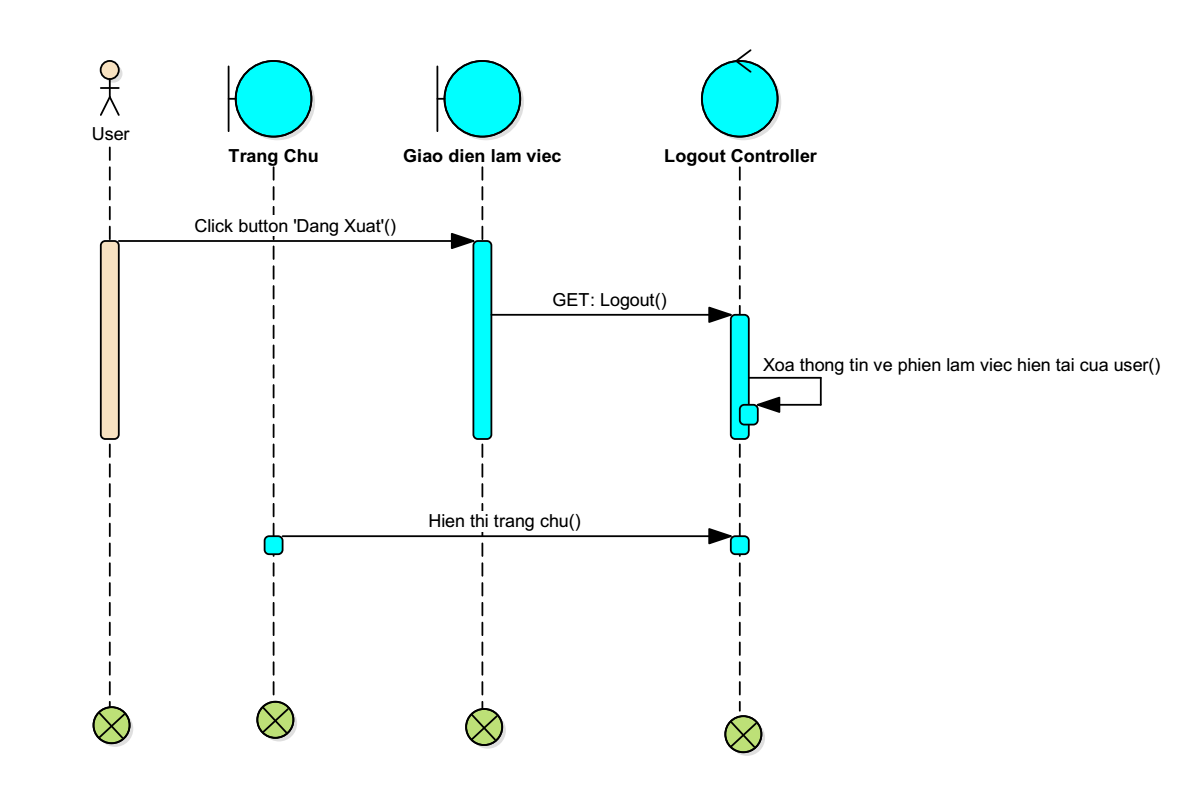 User
Trang Chu
Giao dien lam viec
Logout Controller
Click button 'Dang Xuat'()
GET: Logout()
Xoa thong tin ve phien lam viec hien tai cua user()
Hien thi trang chu()